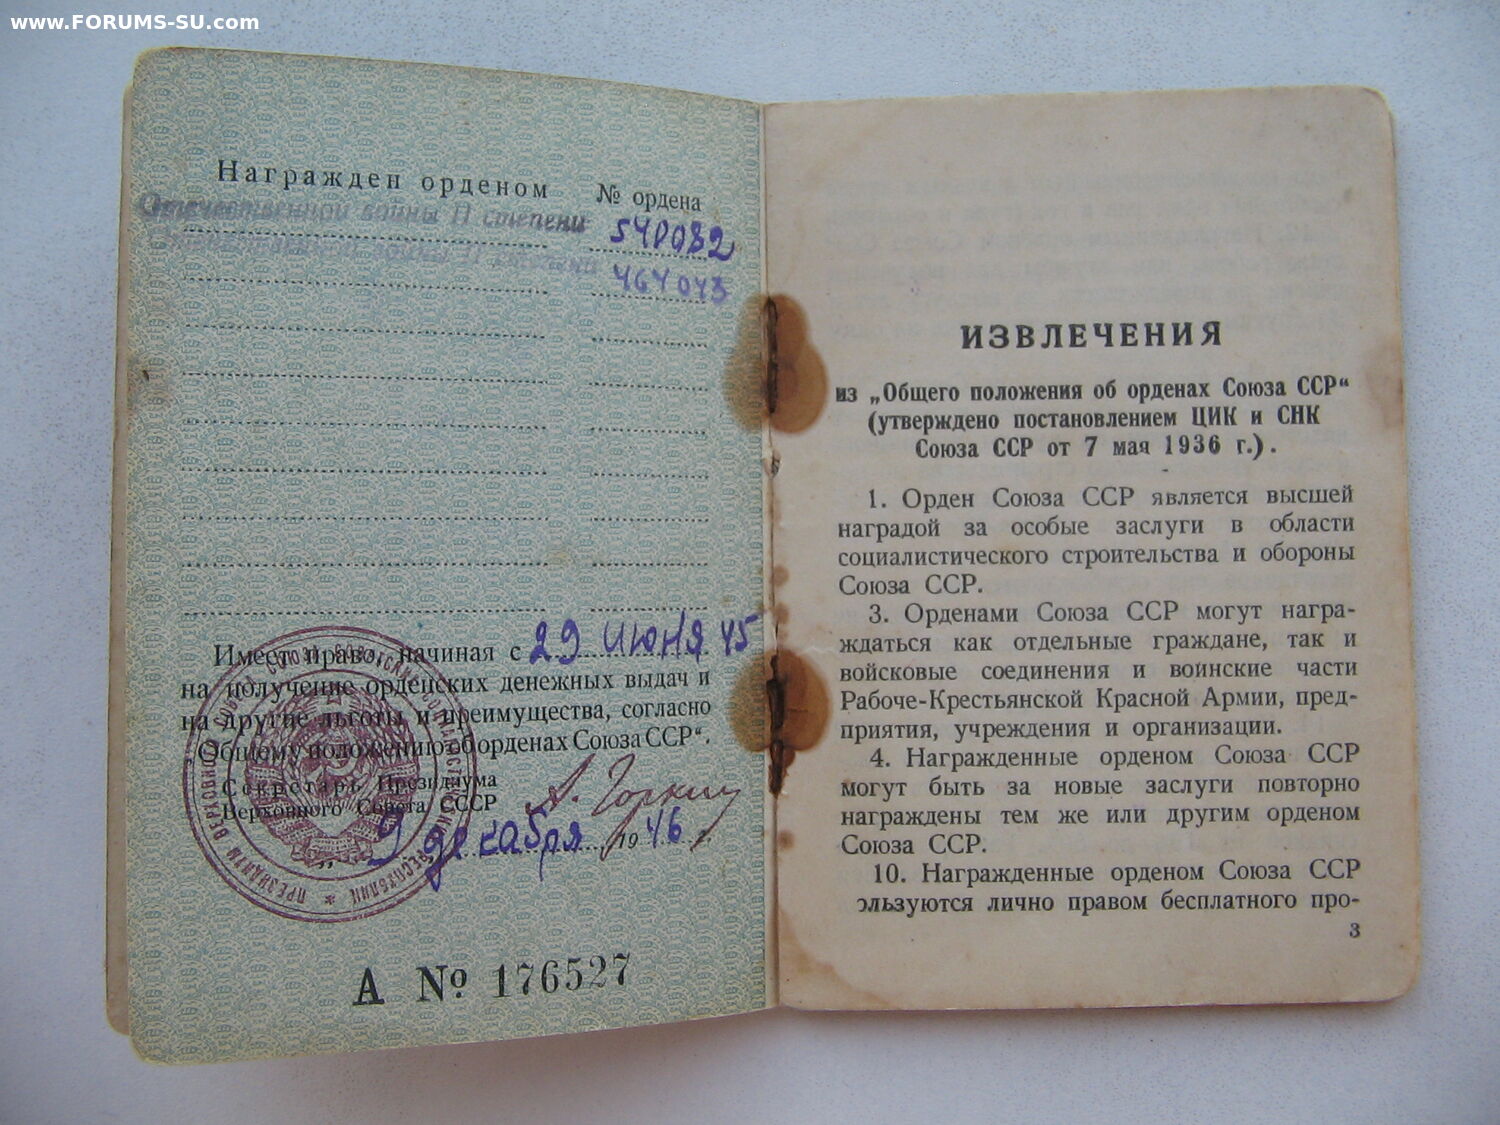 www.FORUMS-SU.com
Награжден орденом № ордена
Отечественной войны II степени 540082
Отечественной войны II степени 464043
Имеет право, начиная с 29 июня 45
на получение орденских денежных выдач и
на другие льготы и преимущества, согласно
„Общему положению об орденах Союза ССР“.
Секретарь Президиума
Верховного Совета СССР
А. Горкин
„ 9 декабря 1946 г.
А № 176527
ИЗВЛЕЧЕНИЯ
из „Общего положения об орденах Союза ССР“
(утверждено постановлением ЦИК и СНК
Союза ССР от 7 мая 1936 г.).
1. Орден Союза ССР является высшей
наградой за особые заслуги в области
социалистического строительства и обороны
Союза ССР.
3. Орденами Союза ССР могут награ-
ждаться как отдельные граждане, так и
войсковые соединения и воинские части
Рабоче-Крестьянской Красной Армии, пред-
приятия, учреждения и организации.
4. Награжденные орденом Союза ССР
могут быть за новые заслуги повторно
награждены тем же или другим орденом
Союза ССР.
10. Награжденные орденом Союза ССР
ользуются лично правом бесплатного про-
3